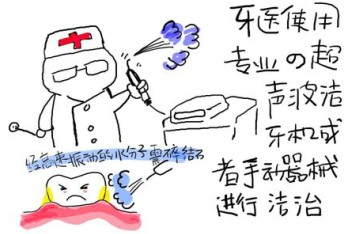 牙医使用
专业の超
声波洁
牙机或
者手动器械
进行洁治
经高速振动的水分子震碎结石